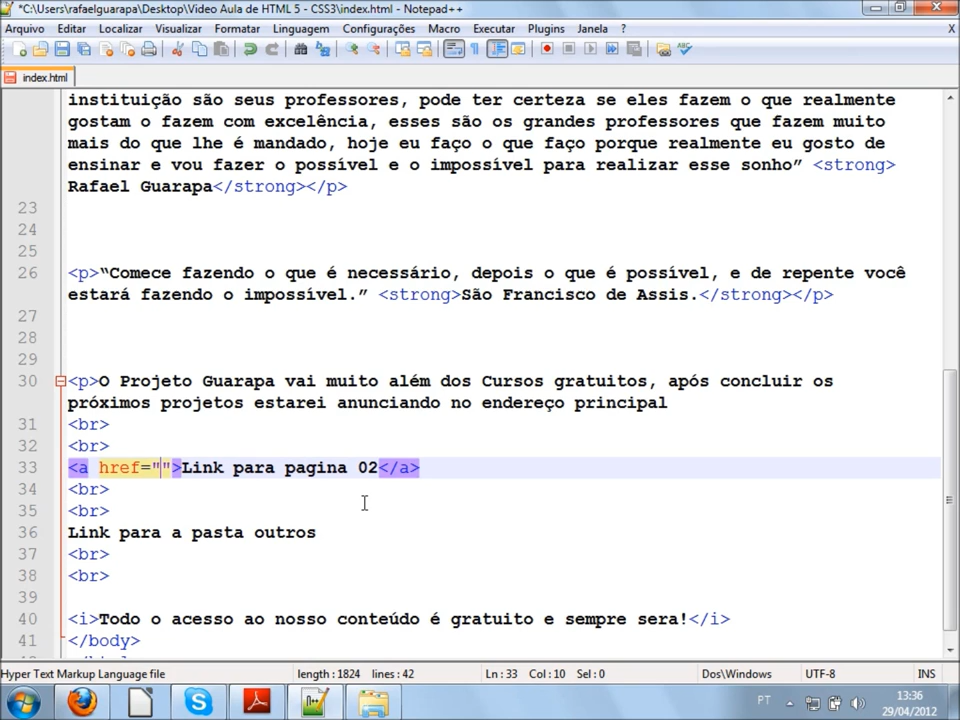 *C:\Users\rafaelguarapa\Desktop\Video Aula de HTML 5 - CSS3\index.html - Notepad++
Arquivo Editar Localizar Visualizar Formatar Linguagem Configurações Macro Executar Plugins Janela ? X
index.html
instituição são seus professores, pode ter certeza se eles fazem o que realmente
gostam o fazem com excelência, esses são os grandes professores que fazem muito
mais do que lhe é mandado, hoje eu faço o que faço porque realmente eu gosto de
ensinar e vou fazer o possível e o impossível para realizar esse sonho” <strong>
Rafael Guarapa</strong></p>
23
24
25
26 <p>“Comece fazendo o que é necessário, depois o que é possível, e de repente você
estará fazendo o impossível.” <strong>São Francisco de Assis.</strong></p>
27
28
29
30 <p>O Projeto Guarapa vai muito além dos Cursos gratuitos, após concluir os
próximos projetos estarei anunciando no endereço principal
31 <br>
32 <br>
33 <a href="">Link para pagina 02</a>
34 <br>
35 <br>
36 Link para a pasta outros
37 <br>
38 <br>
39
40 <i>Todo o acesso ao nosso conteúdo é gratuito e sempre sera!</i>
41 </body>
Hyper Text Markup Language file length : 1824 lines : 42 Ln : 33 Col : 10 Sel : 0 Dos\Windows UTF-8 INS
PT 13:36
29/04/2012